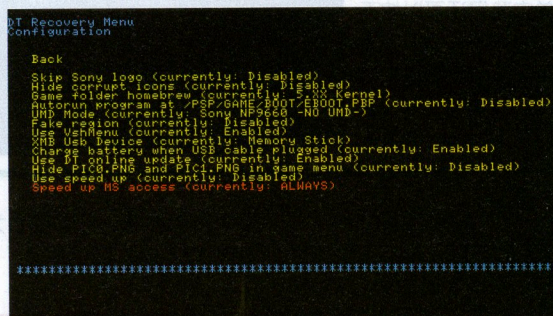 DT Recovery Menu
Configuration
Back
Skip Sony logo (currently: Disabled)
Hide corrupt icons (currently: Disabled)
Game folder homebrew (currently: 5.XX Kernel)
Autorun program at /PSP/GAME/BOOT/EBOOT.PBP (currently: Disabled)
UMD Mode (currently: Sony NP9660 -NO UMD-)
Fake region (currently: Disabled)
Use VshMenu (currently: Enabled)
XMB Usb Device (currently: Memory Stick)
Charge battery when USB cable plugged (currently: Enabled)
Use DT online update (currently: Enabled)
Hide PIC0.PNG and PIC1.PNG in game menu (currently: Disabled)
Use speed up (currently: Disabled)
Speed up MS access (currently: ALWAYS)
******************************************************************